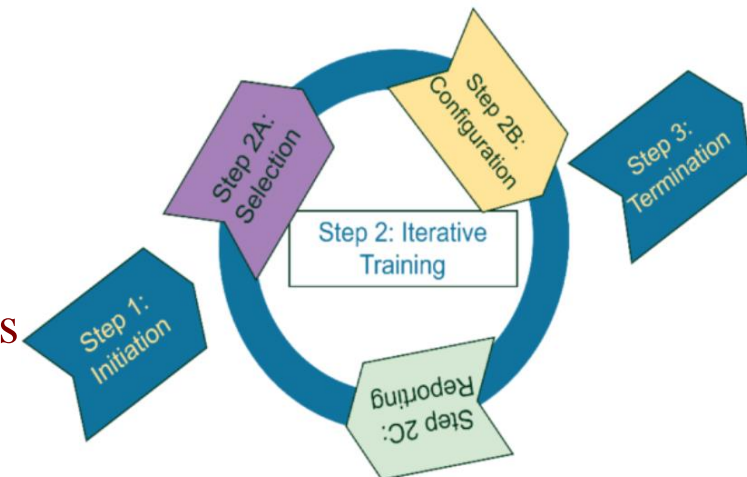 Step 1:
Initiation
Step 2A:
Selection
Step 2B:
Configuration
Step 2: Iterative
Training
Step 2C:
Reporting
Step 3:
Termination
s